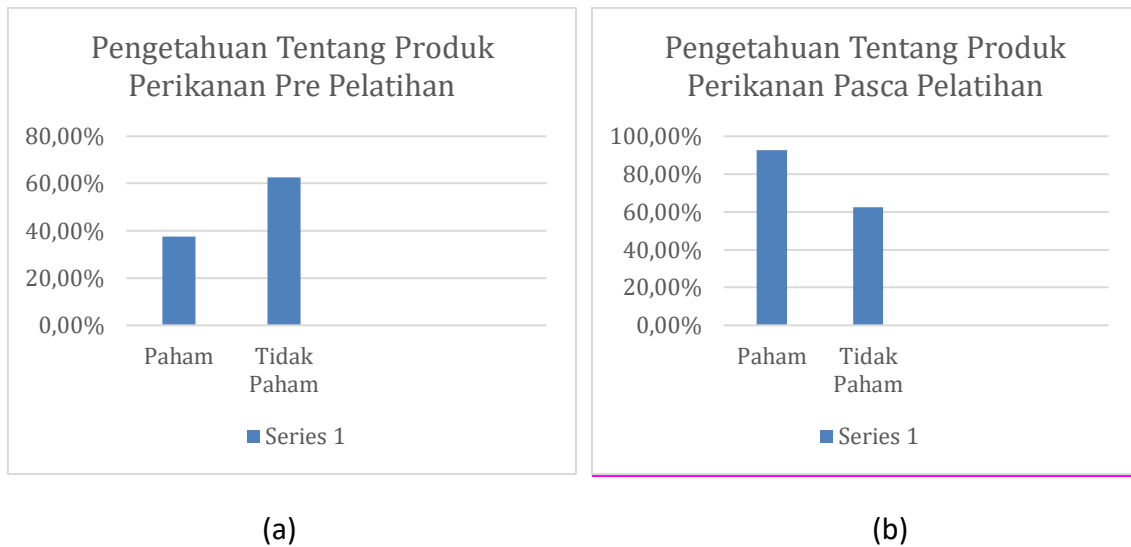 Pengetahuan Tentang Produk
Perikanan Pre Pelatihan
80,00%
60,00%
40,00%
20,00%
0,00%
Paham
Tidak
Paham
Series 1
(a)
Pengetahuan Tentang Produk
Perikanan Pasca Pelatihan
100,00%
80,00%
60,00%
40,00%
20,00%
0,00%
Paham
Tidak
Paham
Series 1
(b)